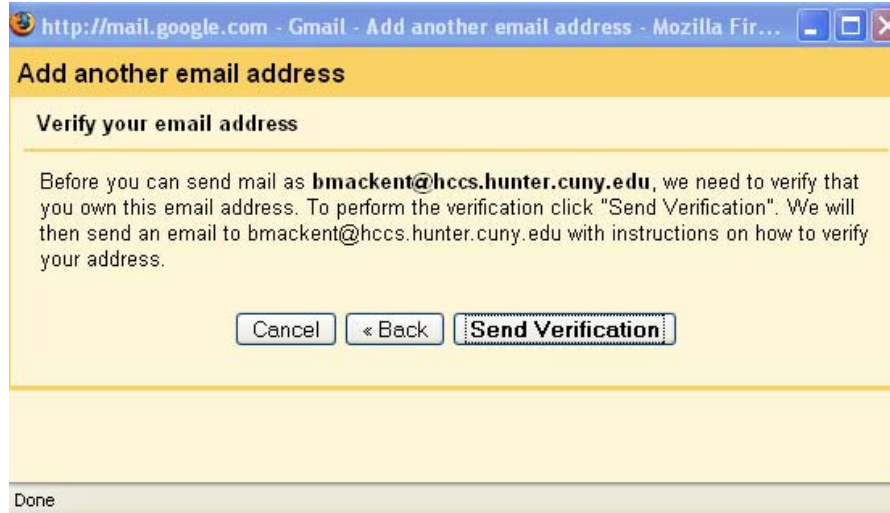 http://mail.google.com - Gmail - Add another email address - Mozilla Fir...
Add another email address
Verify your email address
Before you can send mail as bmackent@hccs.hunter.cuny.edu, we need to verify that
you own this email address. To perform the verification click "Send Verification". We will
then send an email to bmackent@hccs.hunter.cuny.edu with instructions on how to verify
your address.
Cancel « Back Send Verification
Done